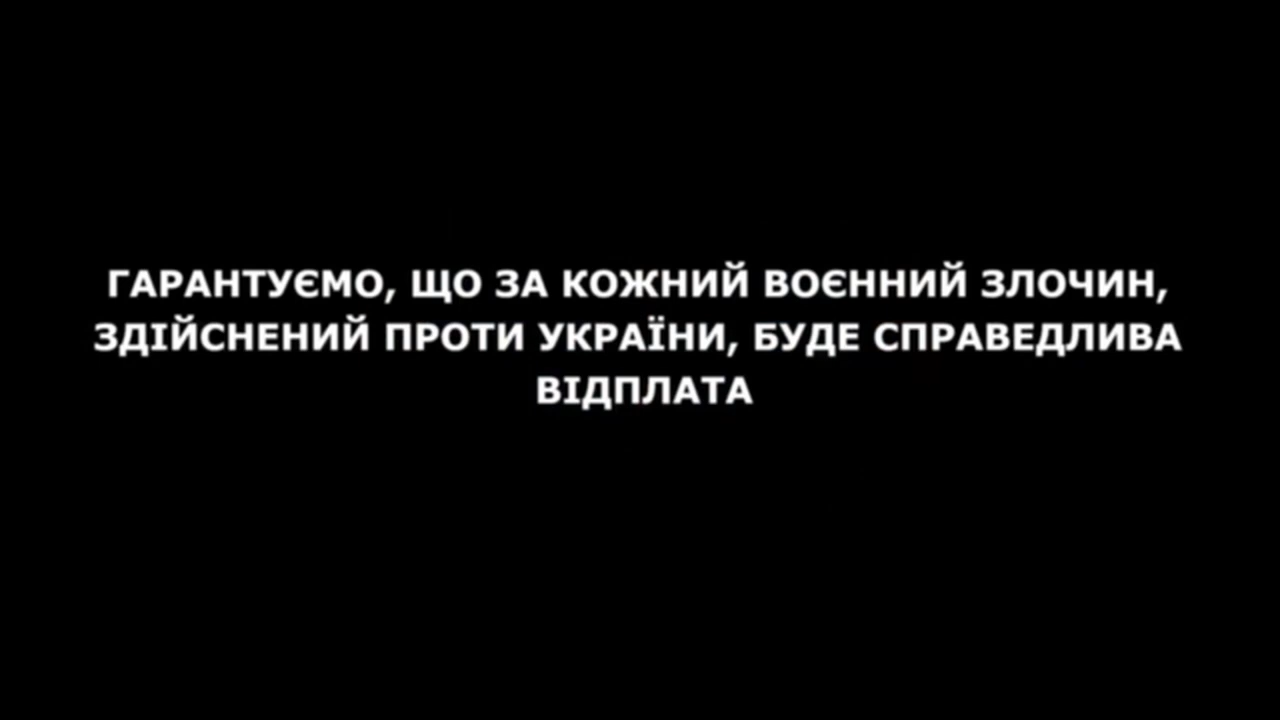 ГАРАНТУЄМО, ЩО ЗА КОЖНИЙ ВОЄННИЙ ЗЛОЧИН,
ЗДІЙСНЕНИЙ ПРОТИ УКРАЇНИ, БУДЕ СПРАВЕДЛИВА
ВІДПЛАТА